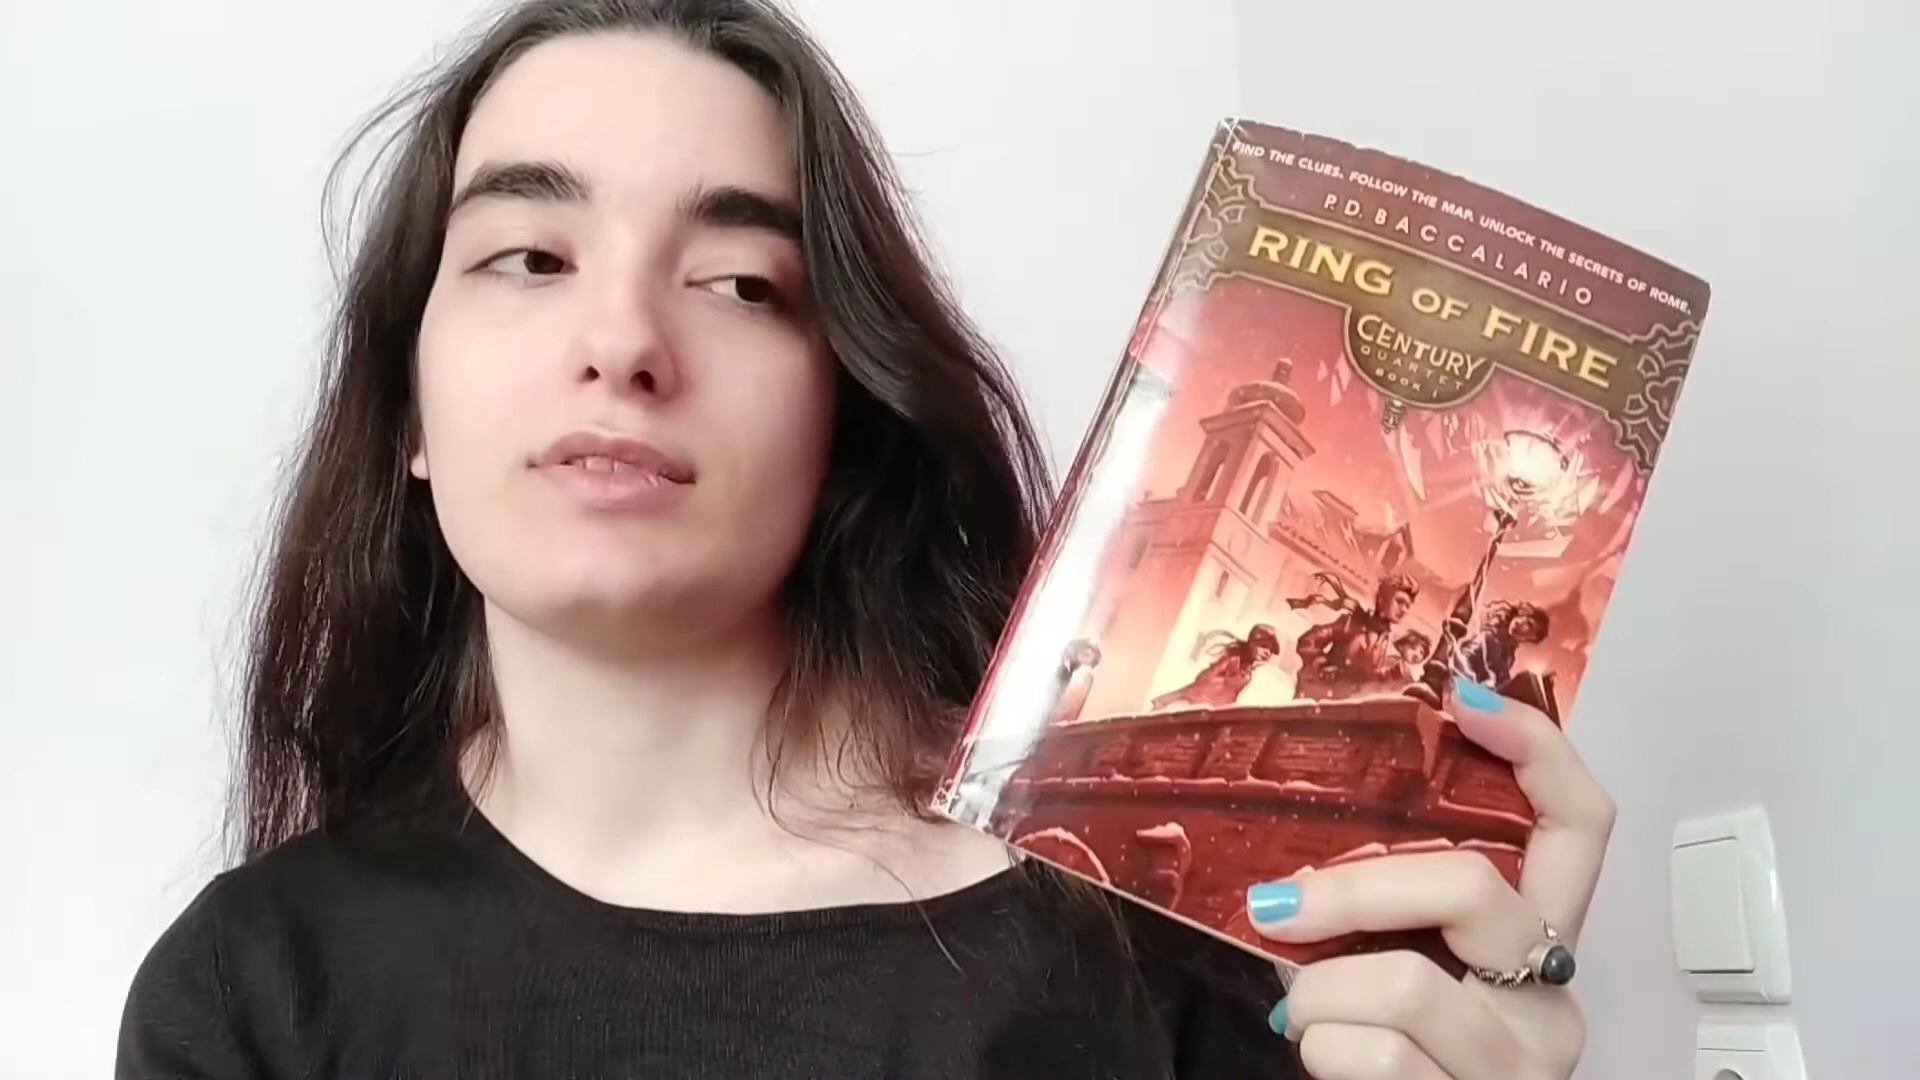 FIND THE CLUES. FOLLOW THE MAP. UNLOCK THE SECRETS OF ROME.
P. D. BACCALARIO
RING OF FIRE
CENTURY
QUARTET
BOOK 1